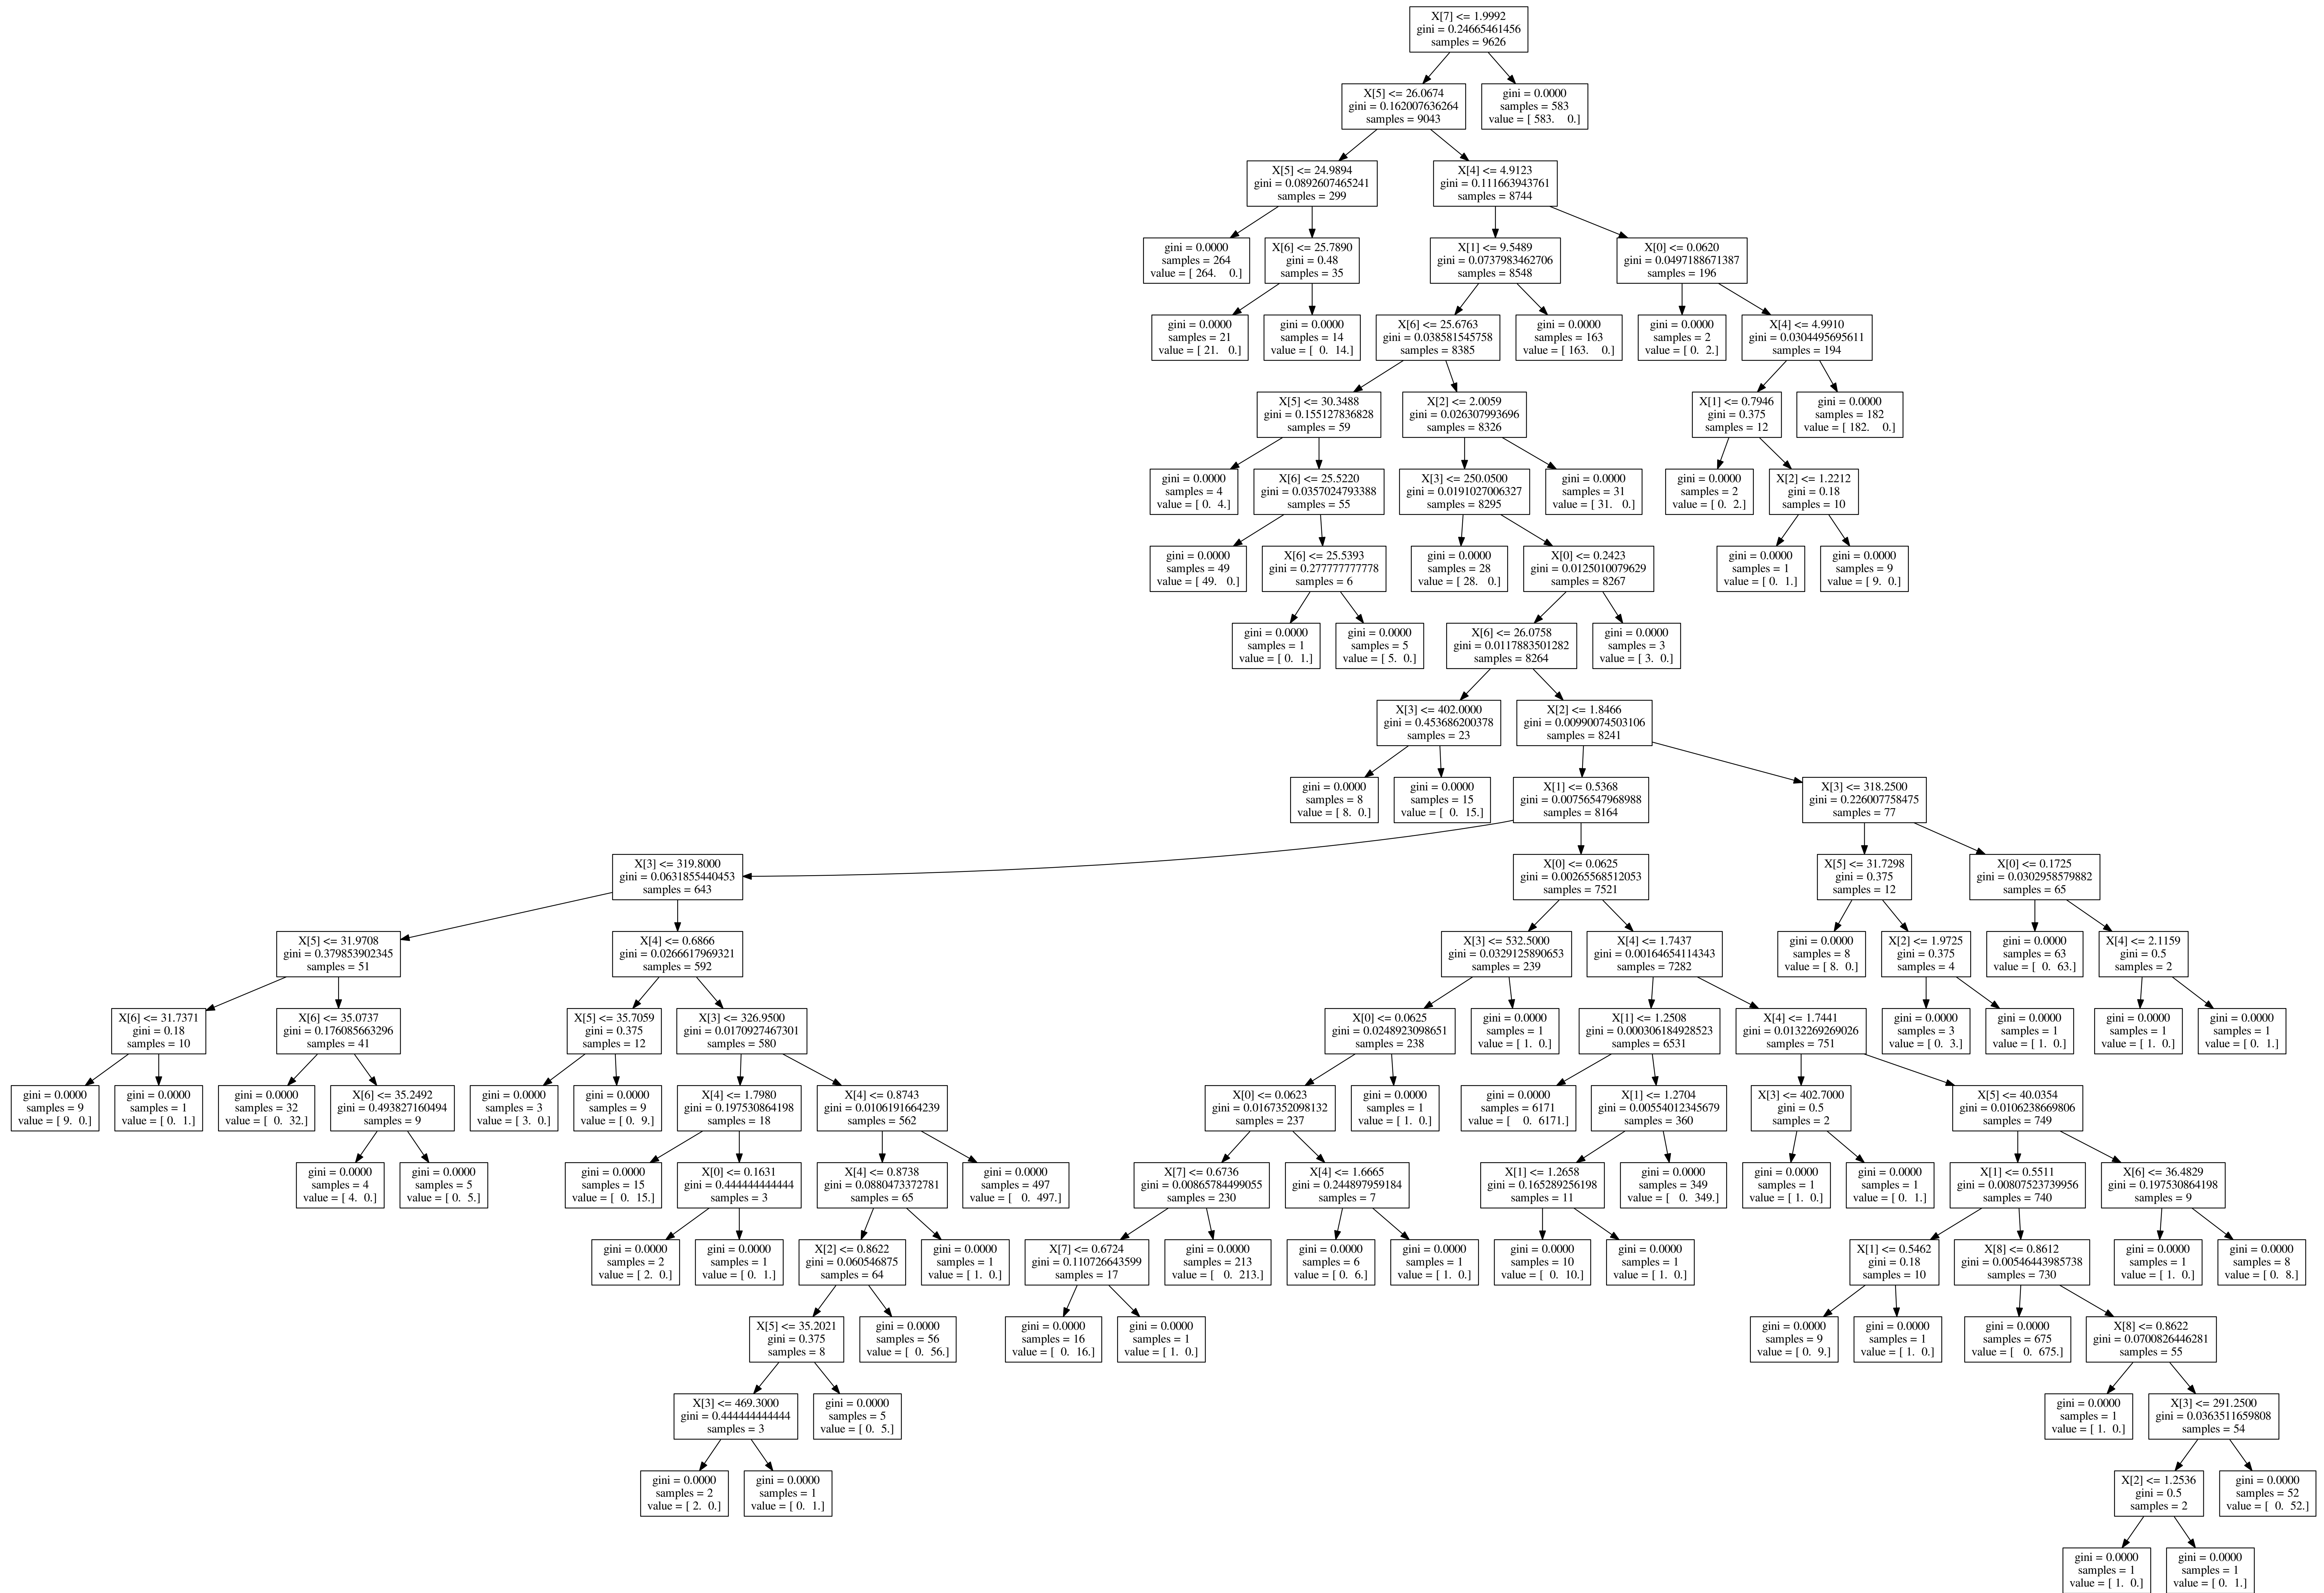 X[7] <= 1.9992
gini = 0.24665461456
samples = 9626
X[5] <= 26.0674
gini = 0.162007636264
samples = 9043
gini = 0.0000
samples = 583
value = [ 583. 0.]
X[5] <= 24.9894
gini = 0.0892607465241
samples = 299
X[4] <= 4.9123
gini = 0.111663943761
samples = 8744
gini = 0.0000
samples = 264
value = [ 264. 0.]
X[6] <= 25.7890
gini = 0.48
samples = 35
X[1] <= 9.5489
gini = 0.0737983462706
samples = 8548
X[0] <= 0.0620
gini = 0.0497188671387
samples = 196
gini = 0.0000
samples = 21
value = [ 21. 0.]
gini = 0.0000
samples = 14
value = [ 0. 14.]
X[6] <= 25.6763
gini = 0.038581545758
samples = 8385
gini = 0.0000
samples = 163
value = [ 163. 0.]
gini = 0.0000
samples = 2
value = [ 0. 2.]
X[4] <= 4.9910
gini = 0.0304495695611
samples = 194
X[5] <= 30.3488
gini = 0.155127836828
samples = 59
X[2] <= 2.0059
gini = 0.026307993696
samples = 8326
X[1] <= 0.7946
gini = 0.375
samples = 12
gini = 0.0000
samples = 182
value = [ 182. 0.]
gini = 0.0000
samples = 4
value = [ 0. 4.]
X[6] <= 25.5220
gini = 0.0357024793388
samples = 55
X[3] <= 250.0500
gini = 0.0191027006327
samples = 8295
gini = 0.0000
samples = 31
value = [ 31. 0.]
gini = 0.0000
samples = 2
value = [ 0. 2.]
X[2] <= 1.2212
gini = 0.18
samples = 10
gini = 0.0000
samples = 49
value = [ 49. 0.]
X[6] <= 25.5393
gini = 0.277777777778
samples = 6
gini = 0.0000
samples = 28
value = [ 28. 0.]
X[0] <= 0.2423
gini = 0.0125010079629
samples = 8267
gini = 0.0000
samples = 1
value = [ 0. 1.]
gini = 0.0000
samples = 9
value = [ 9. 0.]
gini = 0.0000
samples = 1
value = [ 0. 1.]
gini = 0.0000
samples = 5
value = [ 5. 0.]
X[6] <= 26.0758
gini = 0.0117883501282
samples = 8264
gini = 0.0000
samples = 3
value = [ 3. 0.]
X[3] <= 402.0000
gini = 0.453686200378
samples = 23
X[2] <= 1.8466
gini = 0.00990074503106
samples = 8241
gini = 0.0000
samples = 8
value = [ 8. 0.]
gini = 0.0000
samples = 15
value = [ 0. 15.]
X[1] <= 0.5368
gini = 0.00756547968988
samples = 8164
X[3] <= 318.2500
gini = 0.226007758475
samples = 77
X[3] <= 319.8000
gini = 0.0631855440453
samples = 643
X[0] <= 0.0625
gini = 0.00265568512053
samples = 7521
X[5] <= 31.7298
gini = 0.375
samples = 12
X[0] <= 0.1725
gini = 0.0302958579882
samples = 65
X[5] <= 31.9708
gini = 0.379853902345
samples = 51
X[4] <= 0.6866
gini = 0.0266617969321
samples = 592
X[3] <= 532.5000
gini = 0.0329125890653
samples = 239
X[4] <= 1.7437
gini = 0.00164654114343
samples = 7282
gini = 0.0000
samples = 8
value = [ 8. 0.]
X[2] <= 1.9725
gini = 0.375
samples = 4
gini = 0.0000
samples = 63
value = [ 0. 63.]
X[4] <= 2.1159
gini = 0.5
samples = 2
X[6] <= 31.7371
gini = 0.18
samples = 10
X[6] <= 35.0737
gini = 0.176085663296
samples = 41
X[5] <= 35.7059
gini = 0.375
samples = 12
X[3] <= 326.9500
gini = 0.0170927467301
samples = 580
X[0] <= 0.0625
gini = 0.0248923098651
samples = 238
gini = 0.0000
samples = 1
value = [ 1. 0.]
X[1] <= 1.2508
gini = 0.000306184928523
samples = 6531
X[4] <= 1.7441
gini = 0.0132269269026
samples = 751
gini = 0.0000
samples = 3
value = [ 0. 3.]
gini = 0.0000
samples = 1
value = [ 1. 0.]
gini = 0.0000
samples = 1
value = [ 1. 0.]
gini = 0.0000
samples = 1
value = [ 0. 1.]
gini = 0.0000
samples = 9
value = [ 9. 0.]
gini = 0.0000
samples = 1
value = [ 0. 1.]
gini = 0.0000
samples = 32
value = [ 0. 32.]
X[6] <= 35.2492
gini = 0.493827160494
samples = 9
gini = 0.0000
samples = 3
value = [ 3. 0.]
gini = 0.0000
samples = 9
value = [ 0. 9.]
X[4] <= 1.7980
gini = 0.197530864198
samples = 18
X[4] <= 0.8743
gini = 0.0106191664239
samples = 562
X[0] <= 0.0623
gini = 0.0167352098132
samples = 237
gini = 0.0000
samples = 1
value = [ 1. 0.]
gini = 0.0000
samples = 6171
value = [ 0. 6171.]
X[1] <= 1.2704
gini = 0.00554012345679
samples = 360
X[3] <= 402.7000
gini = 0.5
samples = 2
X[5] <= 40.0354
gini = 0.0106238669806
samples = 749
gini = 0.0000
samples = 4
value = [ 4. 0.]
gini = 0.0000
samples = 5
value = [ 0. 5.]
gini = 0.0000
samples = 15
value = [ 0. 15.]
X[0] <= 0.1631
gini = 0.444444444444
samples = 3
X[4] <= 0.8738
gini = 0.0880473372781
samples = 65
gini = 0.0000
samples = 497
value = [ 0. 497.]
X[7] <= 0.6736
gini = 0.00865784499055
samples = 230
X[4] <= 1.6665
gini = 0.244897959184
samples = 7
X[1] <= 1.2658
gini = 0.165289256198
samples = 11
gini = 0.0000
samples = 349
value = [ 0. 349.]
gini = 0.0000
samples = 1
value = [ 1. 0.]
gini = 0.0000
samples = 1
value = [ 0. 1.]
X[1] <= 0.5511
gini = 0.00807523739956
samples = 740
X[6] <= 36.4829
gini = 0.197530864198
samples = 9
gini = 0.0000
samples = 2
value = [ 2. 0.]
gini = 0.0000
samples = 1
value = [ 0. 1.]
X[2] <= 0.8622
gini = 0.060546875
samples = 64
gini = 0.0000
samples = 1
value = [ 1. 0.]
X[7] <= 0.6724
gini = 0.110726643599
samples = 17
gini = 0.0000
samples = 213
value = [ 0. 213.]
gini = 0.0000
samples = 6
value = [ 0. 6.]
gini = 0.0000
samples = 1
value = [ 1. 0.]
gini = 0.0000
samples = 10
value = [ 0. 10.]
gini = 0.0000
samples = 1
value = [ 1. 0.]
X[1] <= 0.5462
gini = 0.18
samples = 10
X[8] <= 0.8612
gini = 0.00546443985738
samples = 730
gini = 0.0000
samples = 1
value = [ 1. 0.]
gini = 0.0000
samples = 8
value = [ 0. 8.]
X[5] <= 35.2021
gini = 0.375
samples = 8
gini = 0.0000
samples = 56
value = [ 0. 56.]
gini = 0.0000
samples = 16
value = [ 0. 16.]
gini = 0.0000
samples = 1
value = [ 1. 0.]
gini = 0.0000
samples = 9
value = [ 0. 9.]
gini = 0.0000
samples = 1
value = [ 1. 0.]
gini = 0.0000
samples = 675
value = [ 0. 675.]
X[8] <= 0.8622
gini = 0.0700826446281
samples = 55
X[3] <= 469.3000
gini = 0.444444444444
samples = 3
gini = 0.0000
samples = 5
value = [ 0. 5.]
gini = 0.0000
samples = 1
value = [ 1. 0.]
X[3] <= 291.2500
gini = 0.0363511659808
samples = 54
gini = 0.0000
samples = 2
value = [ 2. 0.]
gini = 0.0000
samples = 1
value = [ 0. 1.]
X[2] <= 1.2536
gini = 0.5
samples = 2
gini = 0.0000
samples = 52
value = [ 0. 52.]
gini = 0.0000
samples = 1
value = [ 1. 0.]
gini = 0.0000
samples = 1
value = [ 0. 1.]